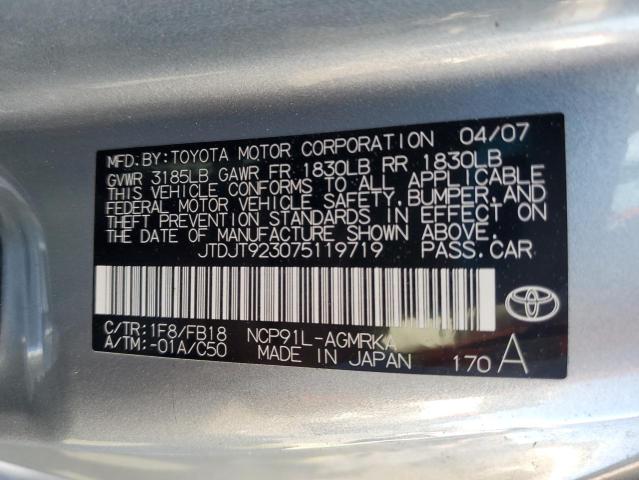 MFD. BY: TOYOTA MOTOR CORPORATION 04/07
GVWR 3185LB GAWR FR 1830LB RR 1830LB
THIS VEHICLE CONFORMS TO ALL APPLICABLE
FEDERAL MOTOR VEHICLE SAFETY, BUMPER, AND
THEFT PREVENTION STANDARDS IN EFFECT ON
THE DATE OF MANUFACTURE SHOWN ABOVE.
JTDJT923075119719 PASS.CAR
C/TR: 1F8/FB18 NCP91L-AGMRKA
A/TM: -01A/C50 MADE IN JAPAN 170 A